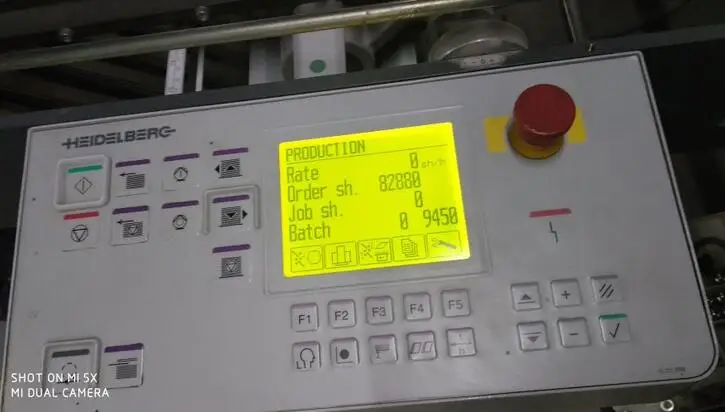 HEIDELBERG
PRODUCTION
Rate 0 sh/h
Order sh. 82880
Job sh. 0
Batch 0 9450
F1 F2 F3 F4 F5
+
-
SHOT ON MI 5X
MI DUAL CAMERA